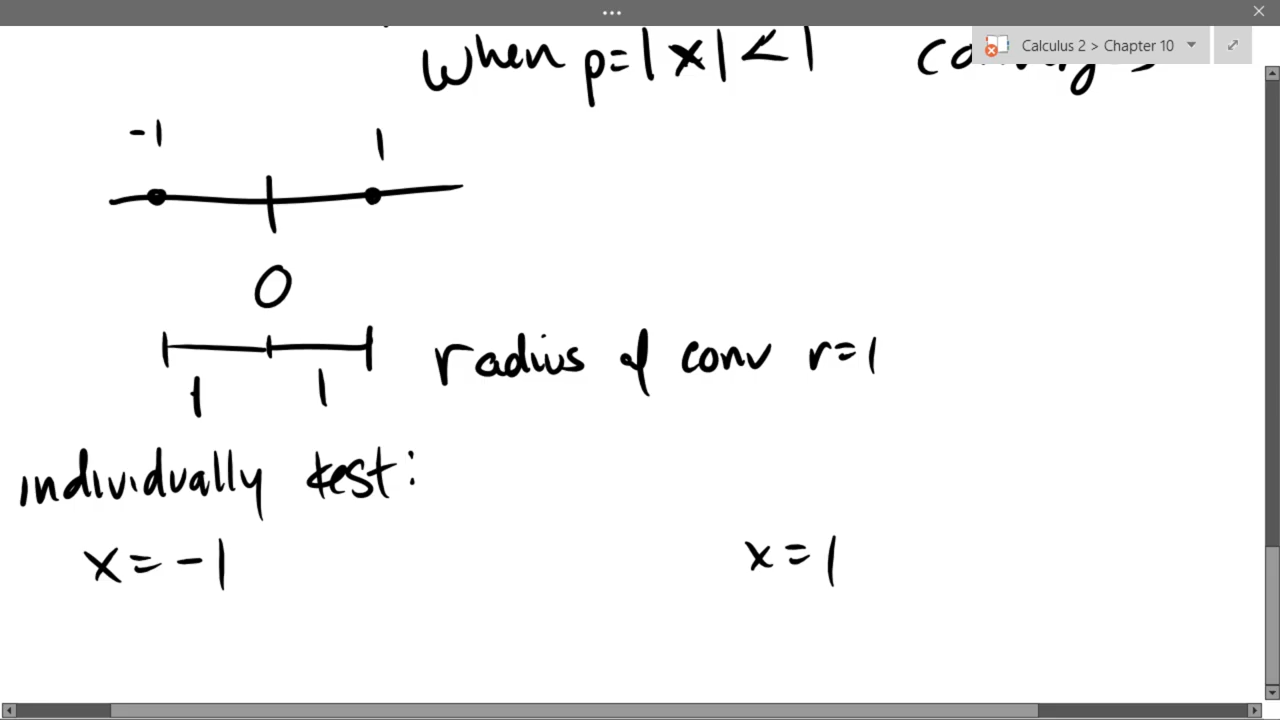 Calculus 2 > Chapter 10
when p=|x|<1
-1 1
0
radius of conv r=1
1 1
individually test:
x=-1 x=1